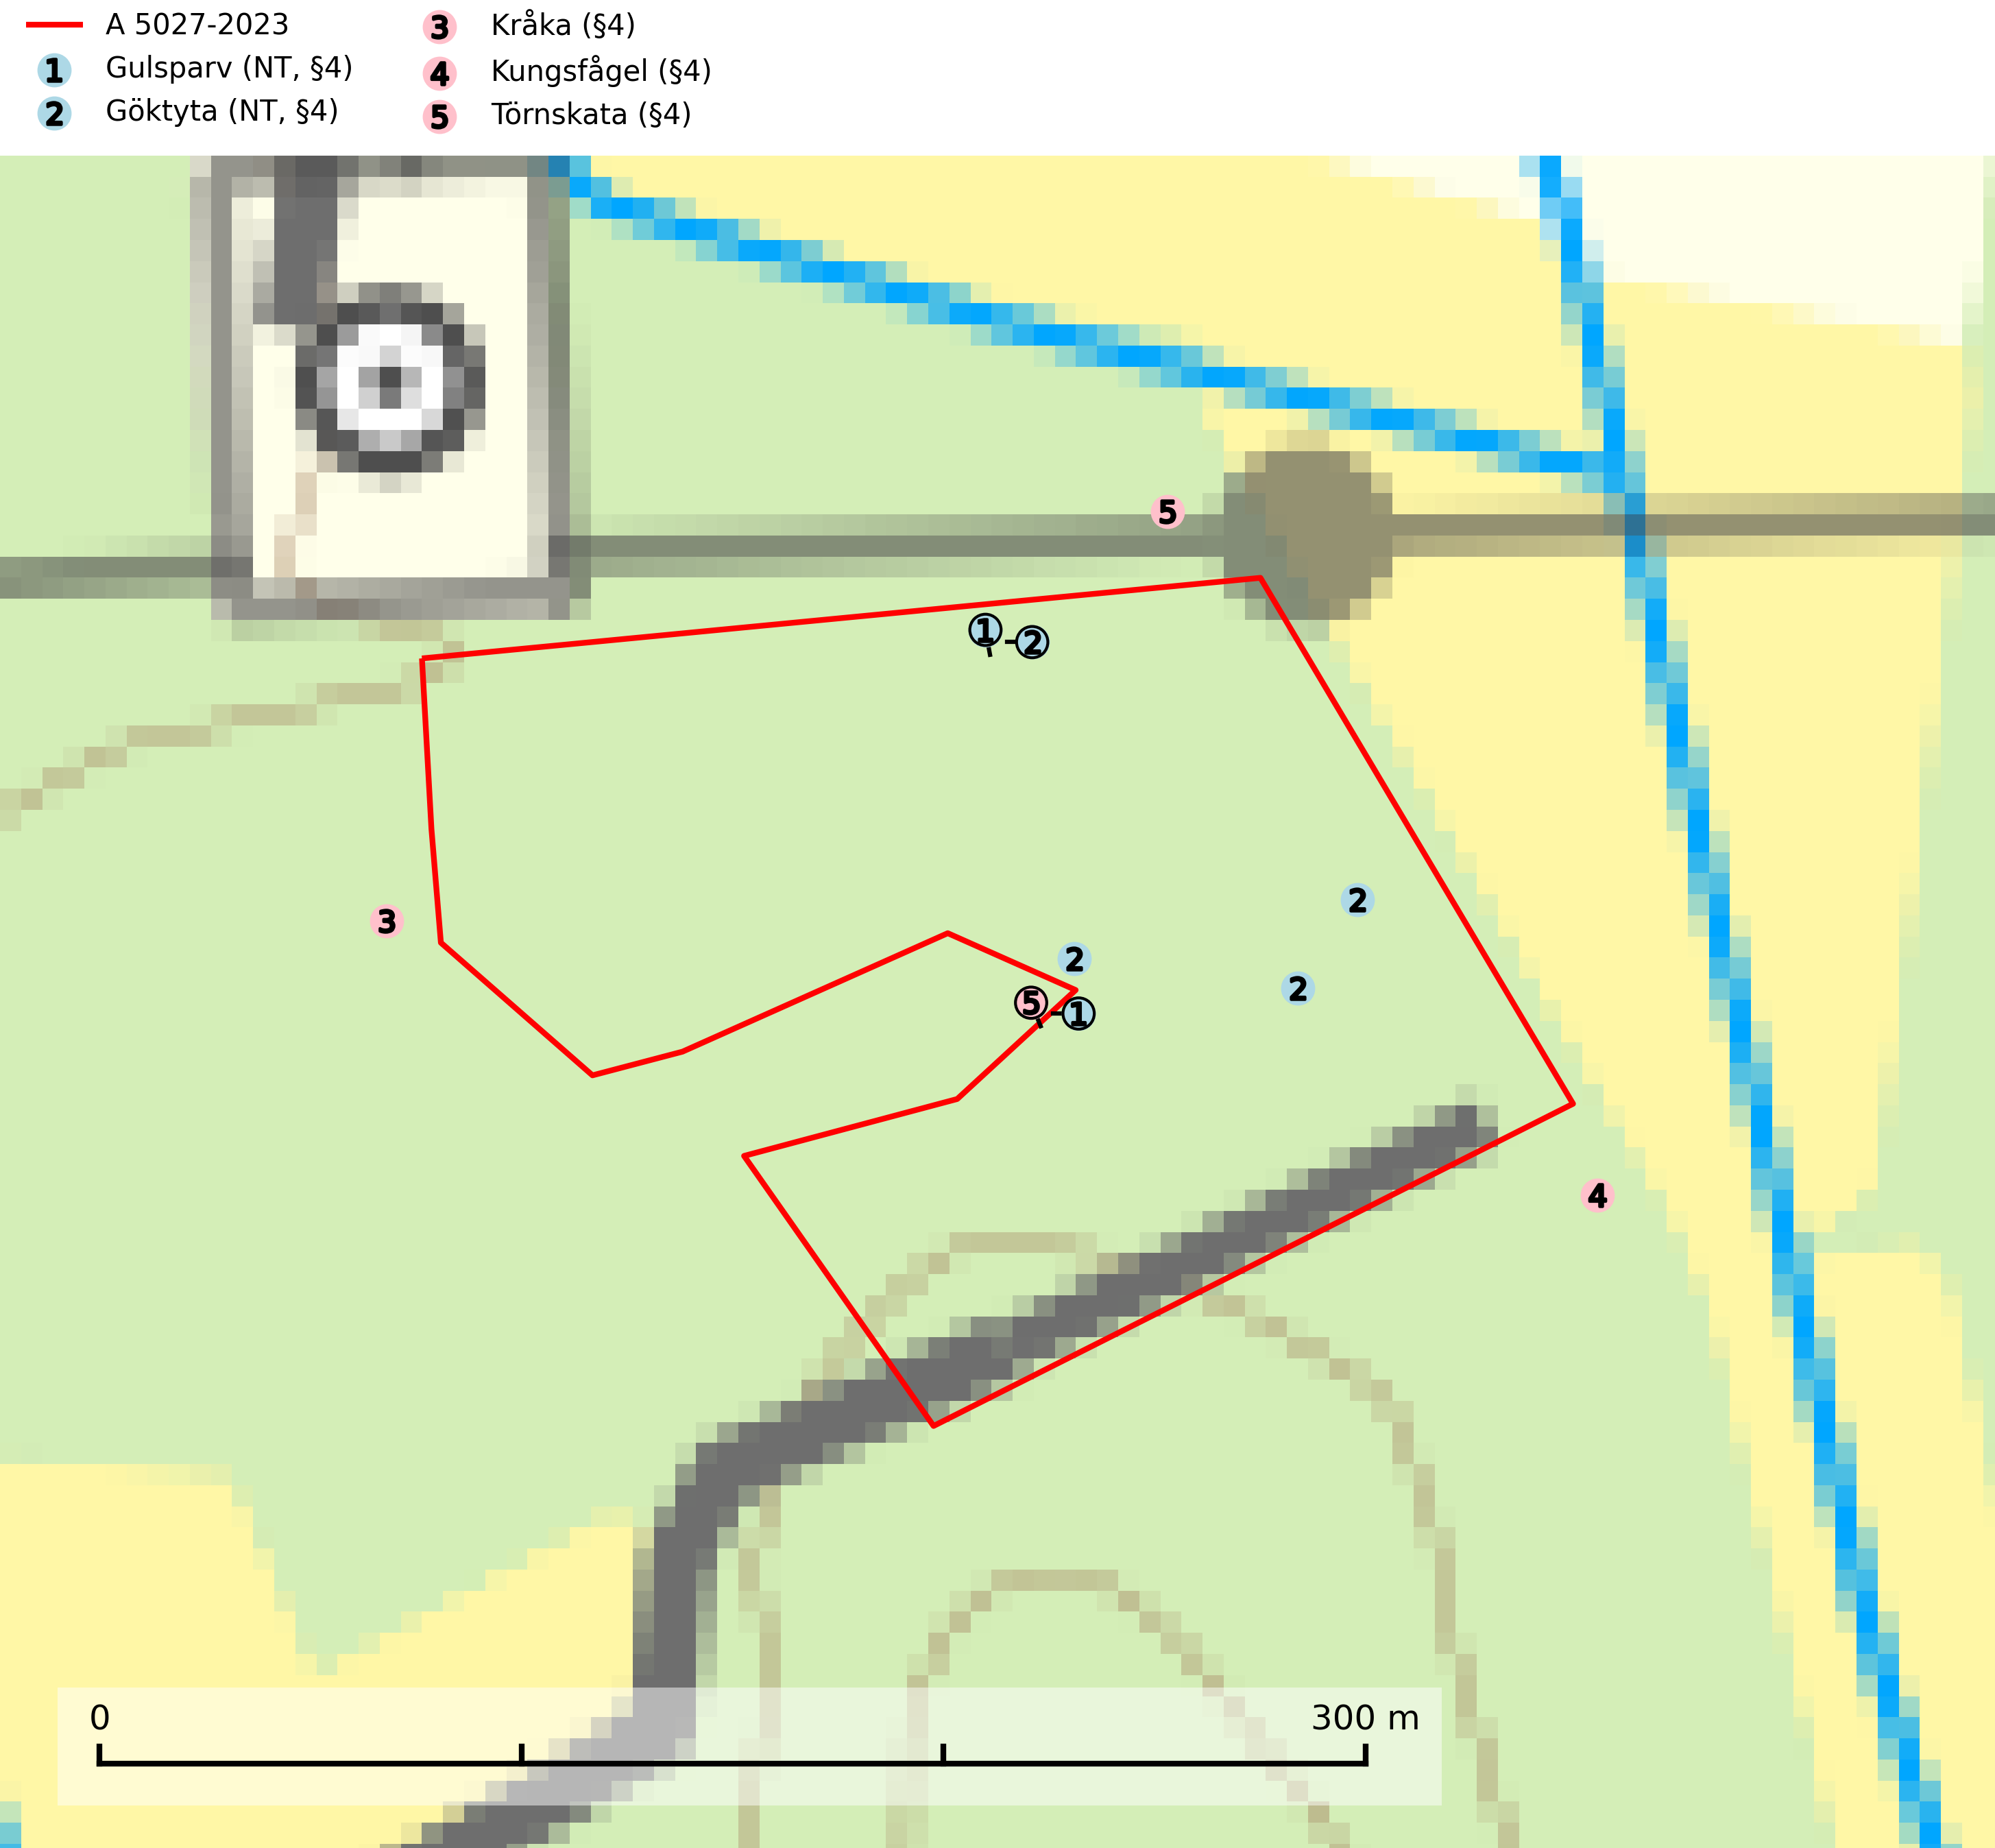 A 5027-2023
1 Gulsparv (NT, §4)
2 Göktyta (NT, §4)
3 Kråka (§4)
4 Kungsfågel (§4)
5 Törnskata (§4)
5
1 2
2
3
2
2
5 1
4
0 300 m